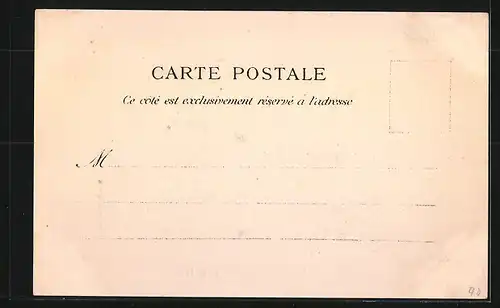 CARTE POSTALE
Ce côté est exclusivement réservé à l'adresse
M